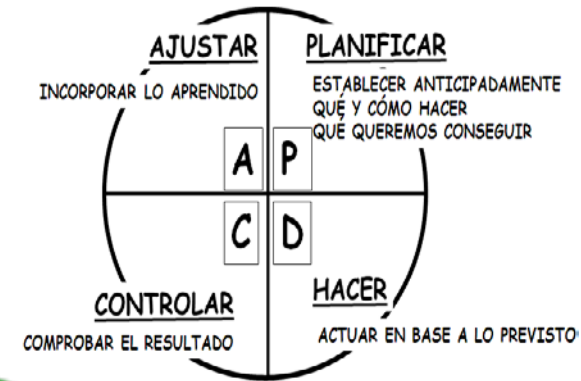 AJUSTAR
INCORPORAR LO APRENDIDO
PLANIFICAR
ESTABLECER ANTICIPADAMENTE
QUÉ Y CÓMO HACER
QUÉ QUEREMOS CONSEGUIR
A
P
C
D
CONTROLAR
COMPROBAR EL RESULTADO
HACER
ACTUAR EN BASE A LO PREVISTO